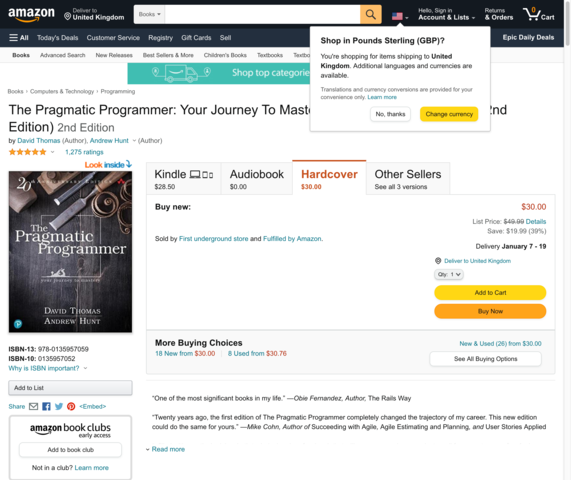 amazon
Deliver to
United Kingdom
Books
Hello, Sign in
Account & Lists
Returns
& Orders
0
Cart
All
Today's Deals
Customer Service
Registry
Gift Cards
Sell
Epic Daily Deals
Books
Advanced Search
New Releases
Best Sellers & More
Children's Books
Textbooks
Shop top categories
Shop in Pounds Sterling (GBP)?
You're shopping for items shipping to United
Kingdom. Additional languages and currencies are
available.
Translations and currency conversions are provided for your
convenience only. Learn more
No, thanks
Change currency
Books › Computers & Technology › Programming
The Pragmatic Programmer: Your Journey To Maste
2nd
Edition) 2nd Edition
by David Thomas (Author), Andrew Hunt (Author)
1,275 ratings
Look inside
20
The
Pragmatic
Programmer
your journey to mastery
DAVID THOMAS
ANDREW HUNT
ISBN-13: 978-0135957059
ISBN-10: 0135957052
Why is ISBN important?
Add to List
Share
<Embed>
amazon book clubs
early access
Add to book club
Not in a club? Learn more
Kindle
$28.50
Audiobook
$0.00
Hardcover
$30.00
Other Sellers
See all 3 versions
Buy new:
$30.00
List Price: $49.99 Details
Save: $19.99 (39%)
Sold by First underground store and Fulfilled by Amazon.
Delivery January 7 - 19
Deliver to United Kingdom
Qty: 1
Add to Cart
Buy Now
More Buying Choices
18 New from $30.00
8 Used from $30.76
New & Used (26) from $30.00
See All Buying Options
"One of the most significant books in my life." —Obie Fernandez, Author, The Rails Way
"Twenty years ago, the first edition of The Pragmatic Programmer completely changed the trajectory of my career. This new edition
could do the same for yours." —Mike Cohn, Author of Succeeding with Agile, Agile Estimating and Planning, and User Stories Applied
Read more